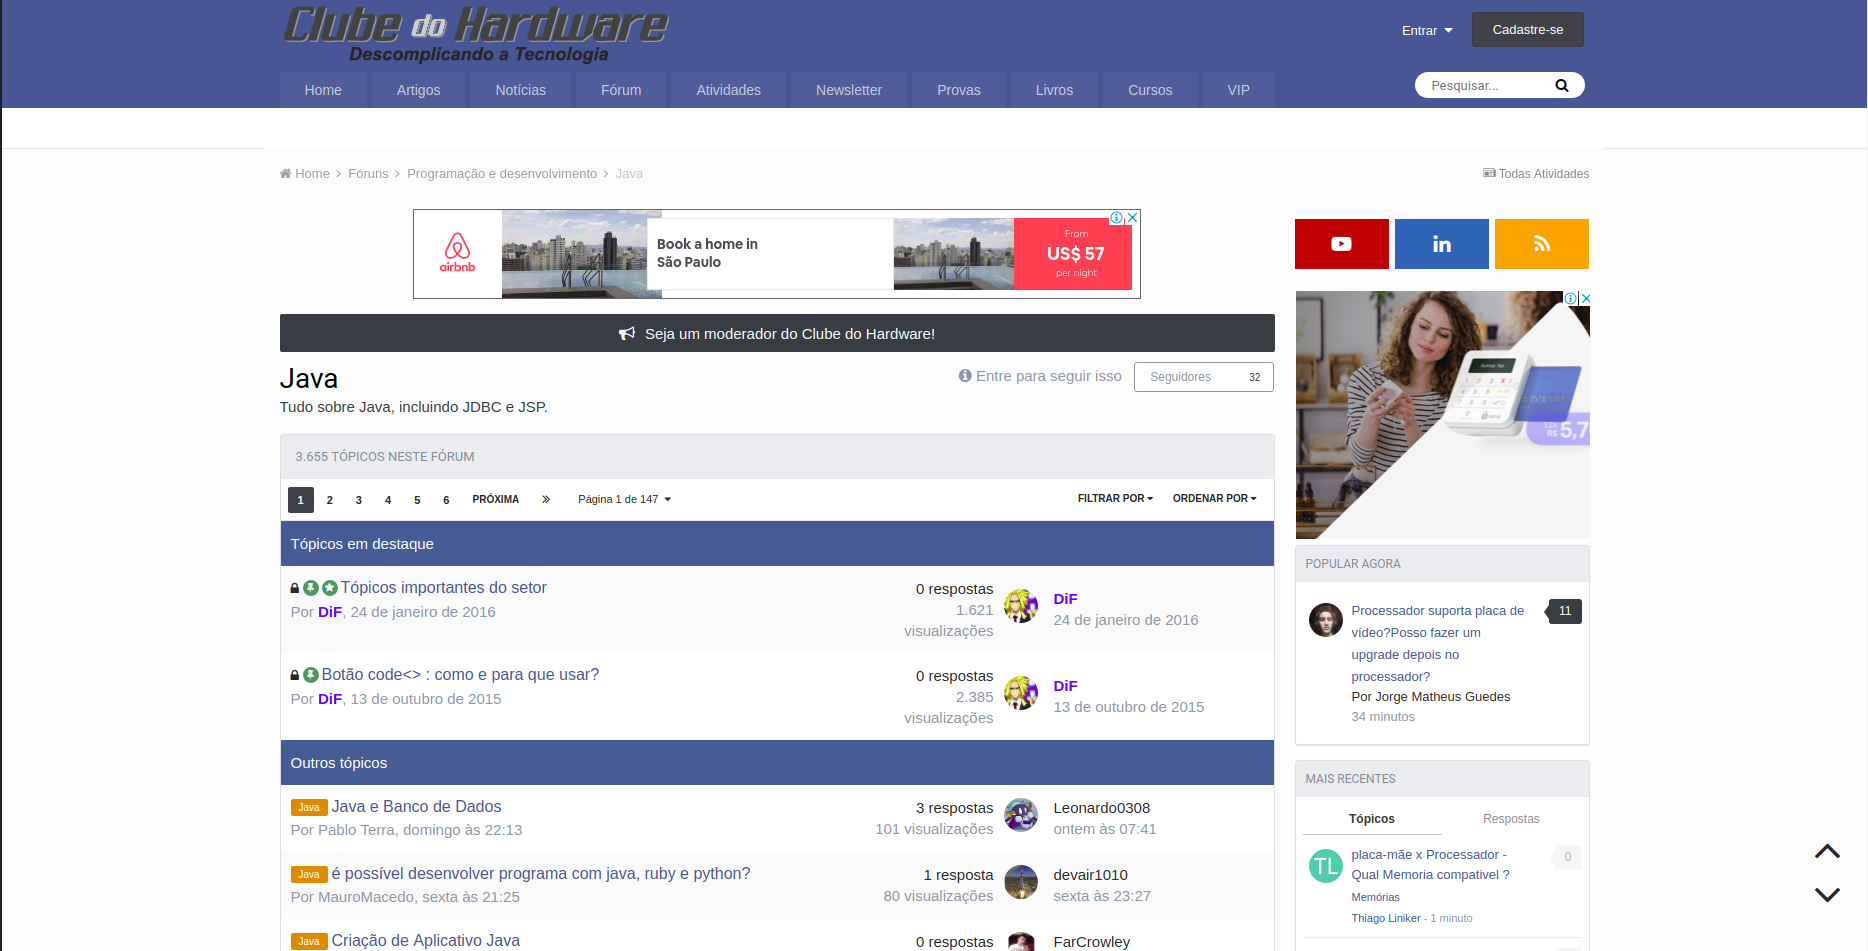 Clube do Hardware
Descomplicando a Tecnologia
Entrar
Cadastre-se
Home
Artigos
Notícias
Fórum
Atividades
Newsletter
Provas
Livros
Cursos
VIP
Pesquisar...
Home > Fóruns > Programação e desenvolvimento > Java
Todas Atividades
airbnb
Book a home in
São Paulo
From
US$ 57
per night
Seja um moderador do Clube do Hardware!
Java
Entre para seguir isso
Seguidores 32
Tudo sobre Java, incluindo JDBC e JSP.
3.655 TÓPICOS NESTE FÓRUM
1 2 3 4 5 6 PRÓXIMA » Página 1 de 147
FILTRAR POR
ORDENAR POR
Tópicos em destaque
Tópicos importantes do setor
Por DiF, 24 de janeiro de 2016
0 respostas
1.621
visualizações
DiF
24 de janeiro de 2016
Botão code<> : como e para que usar?
Por DiF, 13 de outubro de 2015
0 respostas
2.385
visualizações
DiF
13 de outubro de 2015
Outros tópicos
Java Java e Banco de Dados
Por Pablo Terra, domingo às 22:13
3 respostas
101 visualizações
Leonardo0308
ontem às 07:41
Java é possível desenvolver programa com java, ruby e python?
Por MauroMacedo, sexta às 21:25
1 resposta
80 visualizações
devair1010
sexta às 23:27
Java Criação de Aplicativo Java
0 respostas
FarCrowley
in
12x
R$ 5,7
POPULAR AGORA
Processador suporta placa de
vídeo?Posso fazer um
upgrade depois no
processador?
Por Jorge Matheus Guedes
34 minutos
11
MAIS RECENTES
Tópicos
Respostas
TL
placa-mãe x Processador -
Qual Memoria compativel ?
Memórias
Thiago Liniker - 1 minuto
0